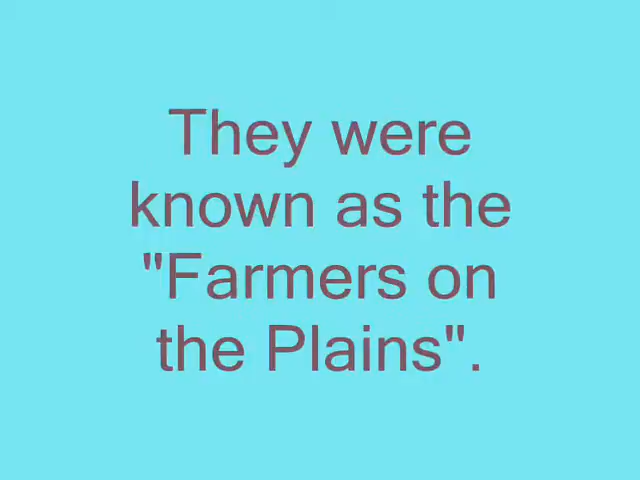 They were
known as the
"Farmers on
the Plains".